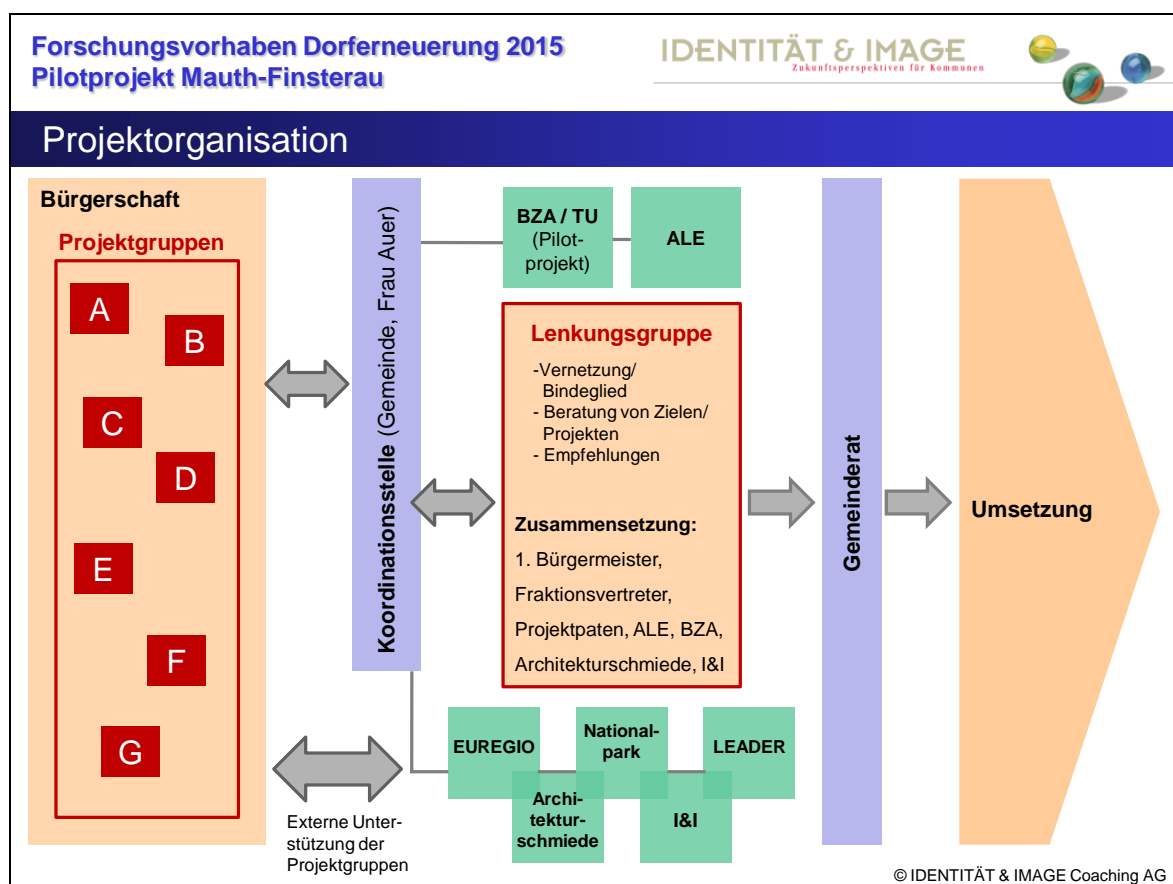 Forschungsvorhaben Dorferneuerung 2015
Pilotprojekt Mauth-Finsterau
IDENTITÄT & IMAGE
Zukunftsperspektiven für Kommunen
Projektorganisation
Bürgerschaft
Projektgruppen
A
B
C
D
E
F
G
Koordinationsstelle (Gemeinde, Frau Auer)
BZA / TU
(Pilot-
projekt)
ALE
Lenkungsgruppe
-Vernetzung/
Bindeglied
- Beratung von Zielen/
Projekten
- Empfehlungen
Zusammensetzung:
1. Bürgermeister,
Fraktionsvertreter,
Projektpaten, ALE, BZA,
Architekturschmiede, I&I
Gemeinderat
Umsetzung
EUREGIO
National-
park
LEADER
Archi-
tektur-
schmiede
I&I
Externe Unter-
stützung der
Projektgruppen
© IDENTITÄT & IMAGE Coaching AG